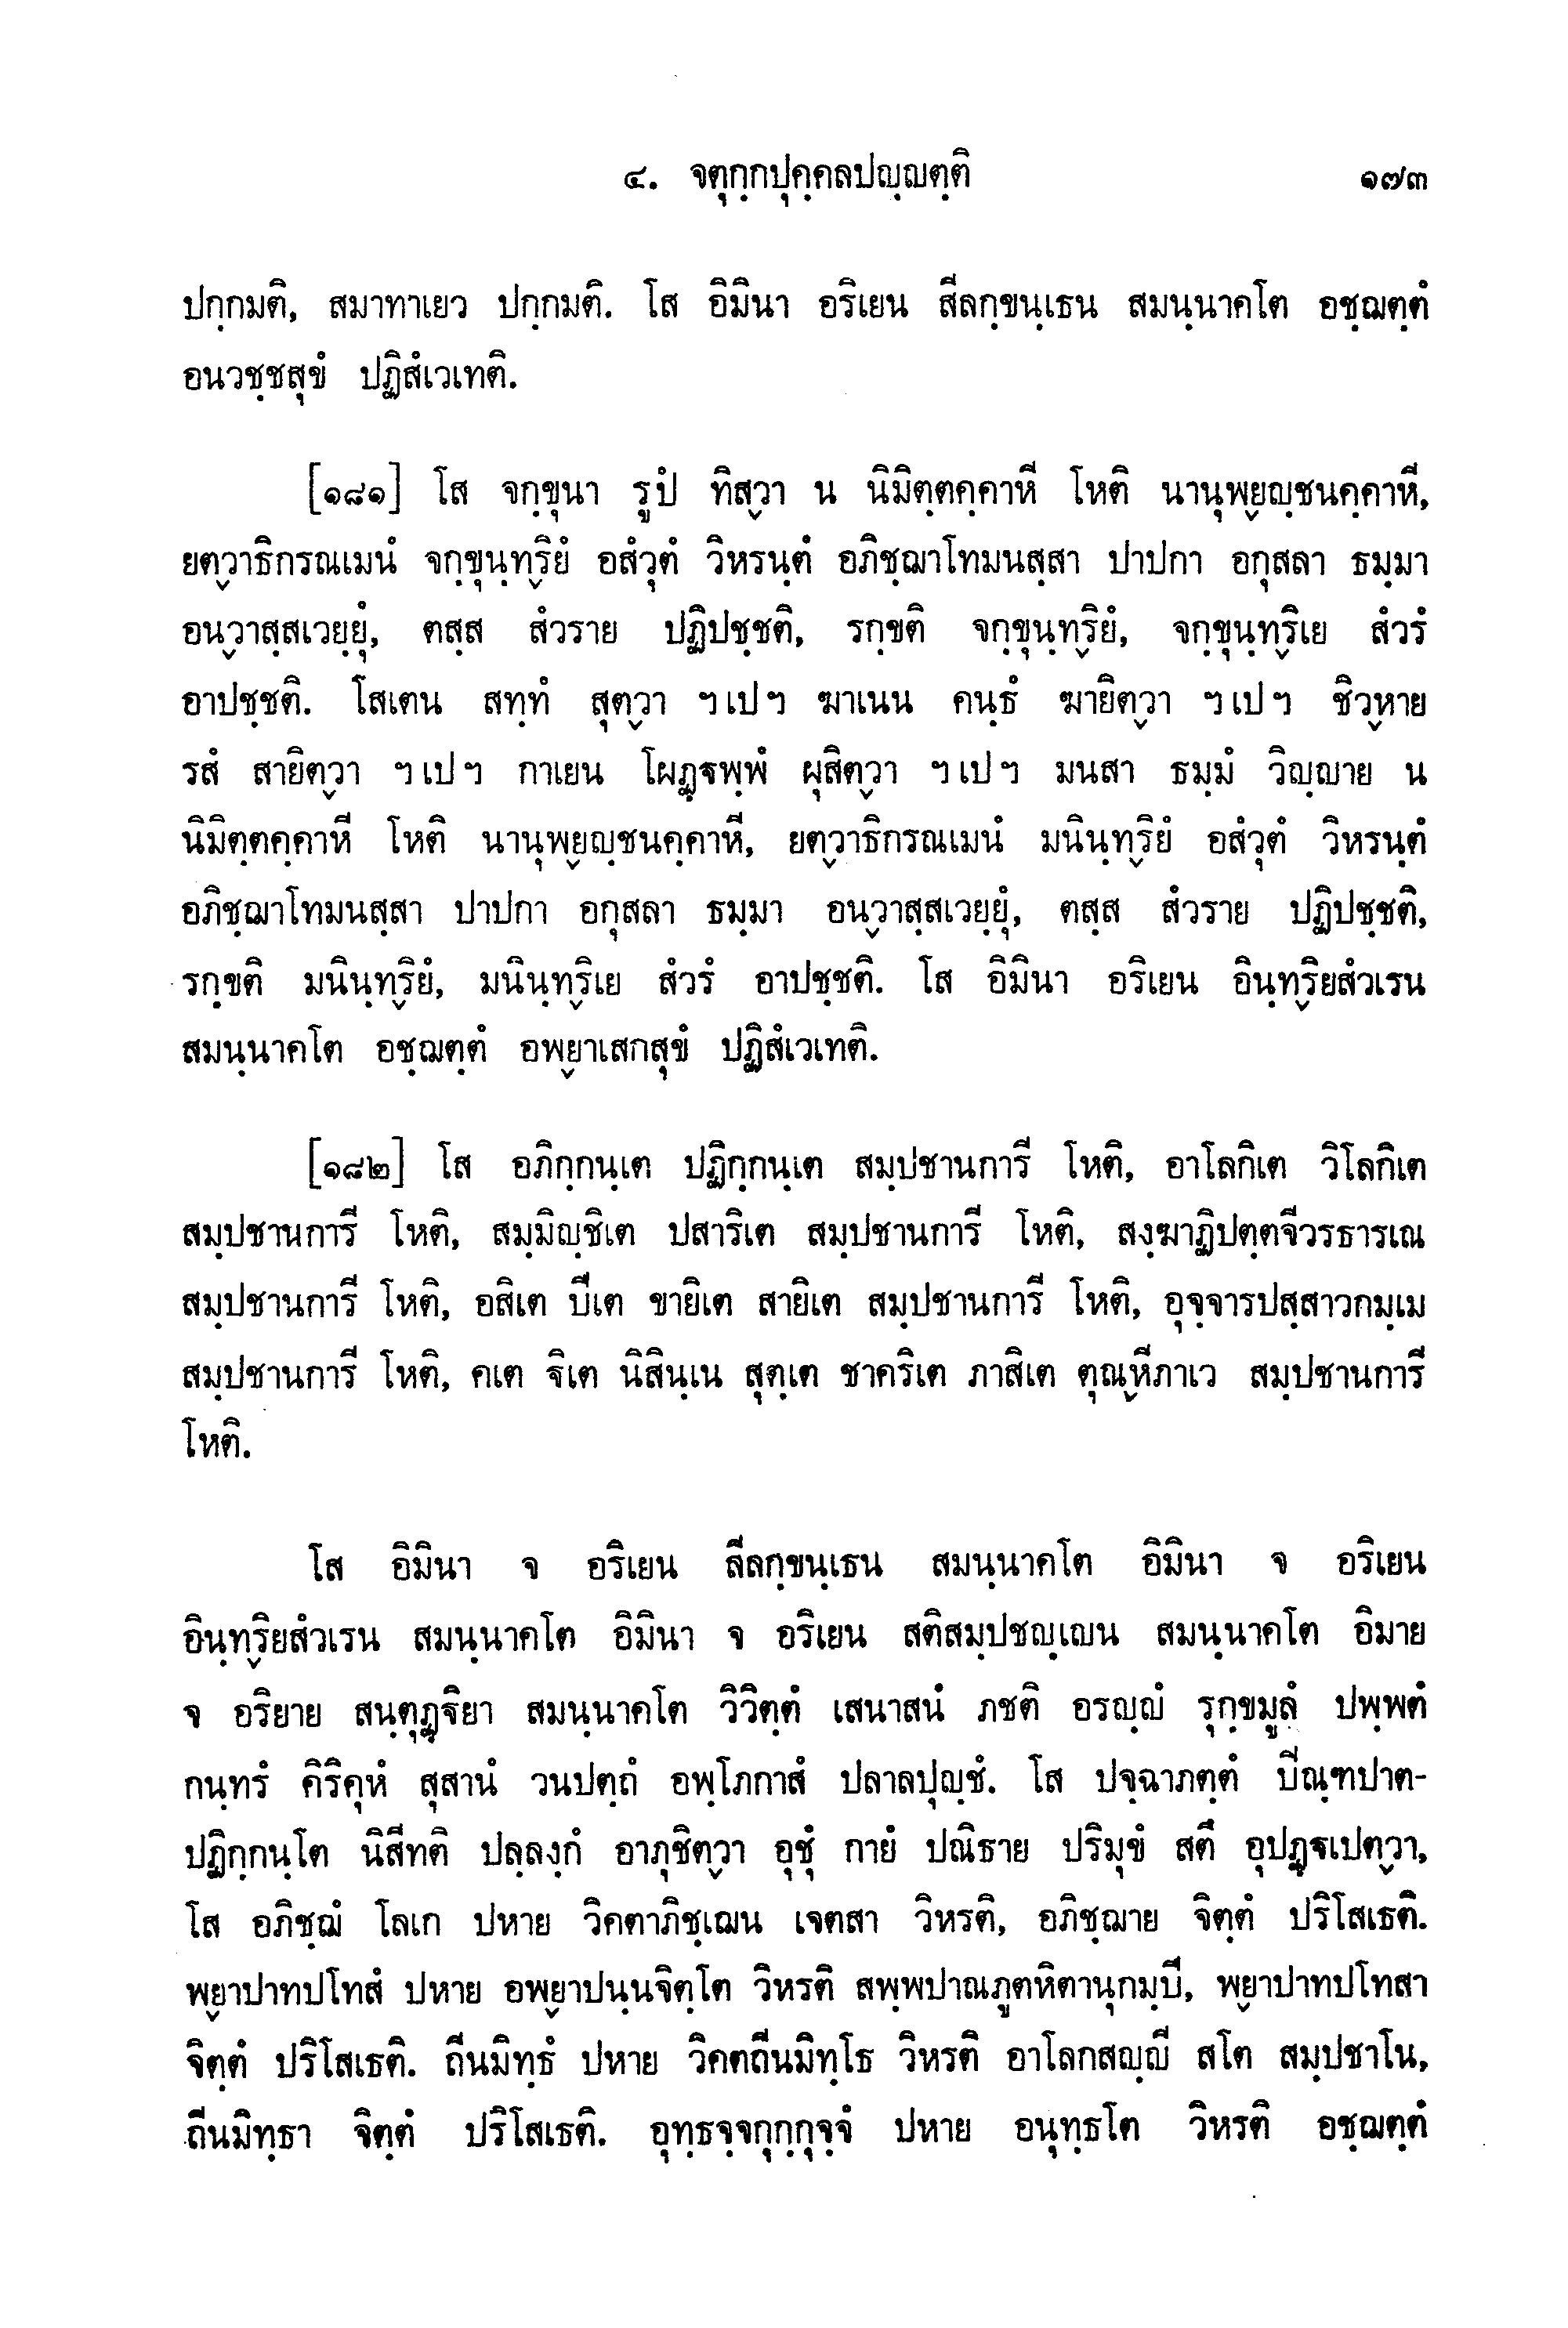 ๔. จตุกฺกปุคฺคลปญฺญตฺติ ๑๗๓
ปกฺกมติ, สมาทาเยว ปกฺกมติ. โส อิมินา อริเยน สีลกฺขนฺเธน สมนฺนาคโต อชฺฌตฺตํ
อนวชฺชสุขํ ปฏิสํเวเทติ.
[๑๘๑] โส จกฺขุนา รูปํ ทิสฺวา น นิมิตฺตคฺคาหี โหติ นานุพฺยญฺชนคฺคาหี,
ยตฺวาธิกรณเมนํ จกฺขุนฺทฺริยํ อสํวุตํ วิหรนฺตํ อภิชฺฌาโทมนสฺสา ปาปกา อกุสลา ธมฺมา
อนฺวาสฺสเวยฺยุํ, ตสฺส สํวราย ปฏิปชฺชติ, รกฺขติ จกฺขุนฺทฺริยํ, จกฺขุนฺทฺริเย สํวรํ
อาปชฺชติ. โสเตน สทฺทํ สุตฺวา ฯเปฯ ฆาเนน คนฺธํ ฆายิตฺวา ฯเปฯ ชิวฺหาย
รสํ สายิตฺวา ฯเปฯ กาเยน โผฏฺฐพฺพํ ผุสิตฺวา ฯเปฯ มนสา ธมฺมํ วิญฺญาย น
นิมิตฺตคฺคาหี โหติ นานุพฺยญฺชนคฺคาหี, ยตฺวาธิกรณเมนํ มนินฺทฺริยํ อสํวุตํ วิหรนฺตํ
อภิชฺฌาโทมนสฺสา ปาปกา อกุสลา ธมฺมา อนฺวาสฺสเวยฺยุํ, ตสฺส สํวราย ปฏิปชฺชติ,
รกฺขติ มนินฺทฺริยํ, มนินฺทฺริเย สํวรํ อาปชฺชติ. โส อิมินา อริเยน อินฺทฺริยสํวเรน
สมนฺนาคโต อชฺฌตฺตํ อพฺยาเสกสุขํ ปฏิสํเวเทติ.
[๑๘๒] โส อภิกฺกนฺเต ปฏิกฺกนฺเต สมฺปชานการี โหติ, อาโลกิเต วิโลกิเต
สมฺปชานการี โหติ, สมฺมิญฺชิเต ปสาริเต สมฺปชานการี โหติ, สงฺฆาฏิปตฺตจีวรธารเณ
สมฺปชานการี โหติ, อสิเต ปีเต ขายิเต สายิเต สมฺปชานการี โหติ, อุจฺจารปสฺสาวกมฺเม
สมฺปชานการี โหติ, คเต ฐิเต นิสินฺเน สุตฺเต ชาคริเต ภาสิเต ตุณฺหีภาเว สมฺปชานการี
โหติ.
โส อิมินา จ อริเยน สีลกฺขนฺเธน สมนฺนาคโต อิมินา จ อริเยน
อินฺทฺริยสํวเรน สมนฺนาคโต อิมินา จ อริเยน สติสมฺปชญฺเญน สมนฺนาคโต อิมาย
จ อริยาย สนฺตุฏฺฐิยา สมนฺนาคโต วิวิตฺตํ เสนาสนํ ภชติ อรญฺญํ รุกฺขมูลํ ปพฺพตํ
กนฺทรํ คิริคุหํ สุสานํ วนปตฺถํ อพฺโภกาสํ ปลาลปุญฺชํ. โส ปจฺฉาภตฺตํ ปิณฺฑปาต-
ปฏิกฺกนฺโต นิสีทติ ปลฺลงฺกํ อาภุชิตฺวา อุชุํ กายํ ปณิธาย ปริมุขํ สตึ อุปฏฺฐเปตฺวา,
โส อภิชฺฌํ โลเก ปหาย วิคตาภิชฺเฌน เจตสา วิหรติ, อภิชฺฌาย จิตฺตํ ปริโสเธติ.
พฺยาปาทปโทสํ ปหาย อพฺยาปนฺนจิตฺโต วิหรติ สพฺพปาณภูตหิตานุกมฺปี, พฺยาปาทปโทสา
จิตฺตํ ปริโสเธติ. ถีนมิทฺธํ ปหาย วิคตถีนมิทฺโธ วิหรติ อาโลกสญฺญี สโต สมฺปชาโน,
ถีนมิทฺธา จิตฺตํ ปริโสเธติ. อุทฺธจฺจกุกฺกุจฺจํ ปหาย อนุทฺธโต วิหรติ อชฺฌตฺตํ